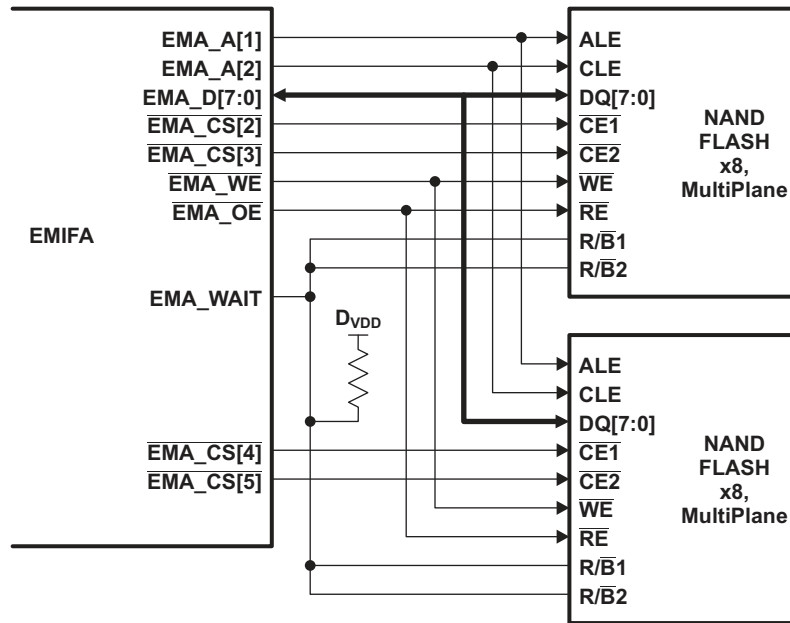 EMIFA
EMA_A[1]
EMA_A[2]
EMA_D[7:0]
EMA_CS[2]
EMA_CS[3]
EMA_WE
EMA_OE
EMA_WAIT
EMA_CS[4]
EMA_CS[5]
DVDD
ALE
CLE
DQ[7:0]
CE1
CE2
WE
RE
R/B1
R/B2
NAND
FLASH
x8,
MultiPlane
ALE
CLE
DQ[7:0]
CE1
CE2
WE
RE
R/B1
R/B2
NAND
FLASH
x8,
MultiPlane